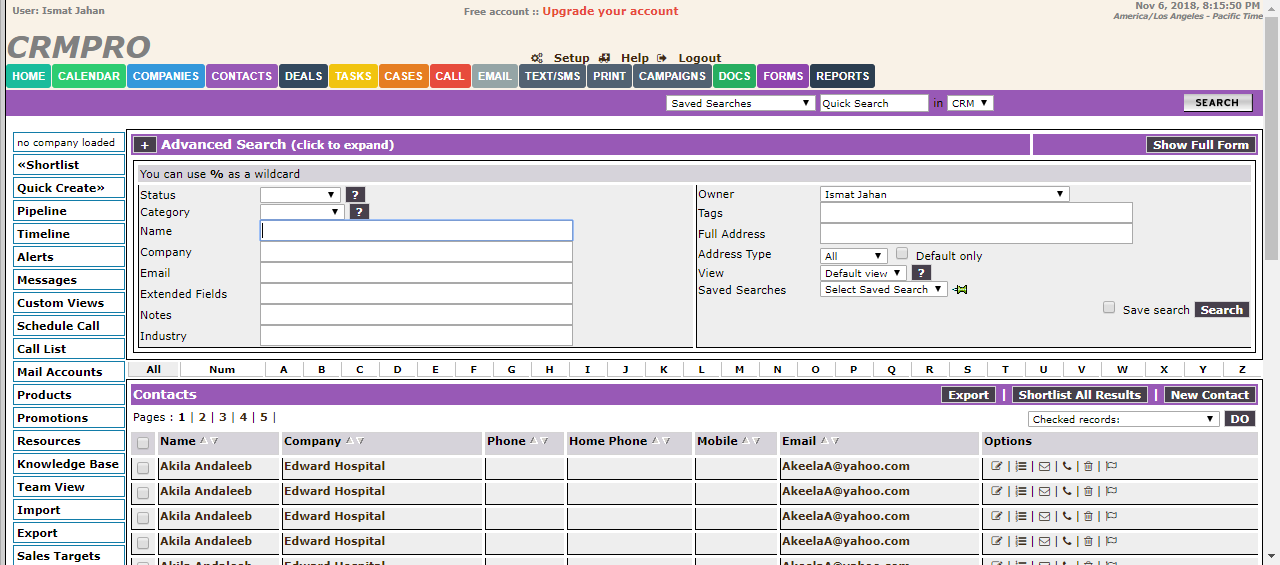 User: Ismat Jahan
Free account :: Upgrade your account
Nov 6, 2018, 8:15:50 PM
America/Los Angeles - Pacific Time
CRMPRO
Setup Help Logout
HOME CALENDAR COMPANIES CONTACTS DEALS TASKS CASES CALL EMAIL TEXT/SMS PRINT CAMPAIGNS DOCS FORMS REPORTS
Saved Searches Quick Search in CRM SEARCH
no company loaded
«Shortlist
Quick Create»
Pipeline
Timeline
Alerts
Messages
Custom Views
Schedule Call
Call List
Mail Accounts
Products
Promotions
Resources
Knowledge Base
Team View
Import
Export
Sales Targets
+ Advanced Search (click to expand) Show Full Form
You can use % as a wildcard
Status ?
Category ?
Name
Company
Email
Extended Fields
Notes
Industry
Owner Ismat Jahan
Tags
Full Address
Address Type All Default only
View Default view ?
Saved Searches Select Saved Search
Save search Search
All Num A B C D E F G H I J K L M N O P Q R S T U V W X Y Z
Contacts Export | Shortlist All Results | New Contact
Pages : 1 | 2 | 3 | 4 | 5 |
Checked records: DO
Name Company Phone Home Phone Mobile Email Options
Akila Andaleeb Edward Hospital AkeelaA@yahoo.com | | | | |
Akila Andaleeb Edward Hospital AkeelaA@yahoo.com | | | | |
Akila Andaleeb Edward Hospital AkeelaA@yahoo.com | | | | |
Akila Andaleeb Edward Hospital AkeelaA@yahoo.com | | | | |
Akila Andaleeb Edward Hospital AkeelaA@yahoo.com